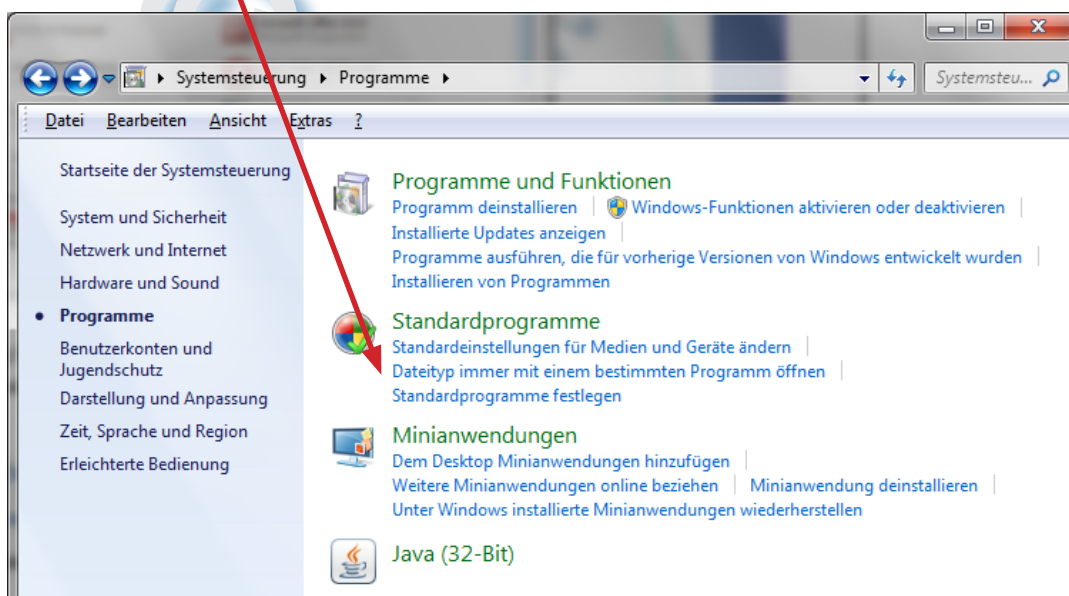 Systemsteuerung Programme
Systemsteu...
Datei Bearbeiten Ansicht Extras ?
Startseite der Systemsteuerung
System und Sicherheit
Netzwerk und Internet
Hardware und Sound
Programme
Benutzerkonten und
Jugendschutz
Darstellung und Anpassung
Zeit, Sprache und Region
Erleichterte Bedienung
Programme und Funktionen
Programm deinstallieren Windows-Funktionen aktivieren oder deaktivieren
Installierte Updates anzeigen
Programme ausführen, die für vorherige Versionen von Windows entwickelt wurden
Installieren von Programmen
Standardprogramme
Standardeinstellungen für Medien und Geräte ändern
Dateityp immer mit einem bestimmten Programm öffnen
Standardprogramme festlegen
Minianwendungen
Dem Desktop Minianwendungen hinzufügen
Weitere Minianwendungen online beziehen Minianwendung deinstallieren
Unter Windows installierte Minianwendungen wiederherstellen
Java (32-Bit)